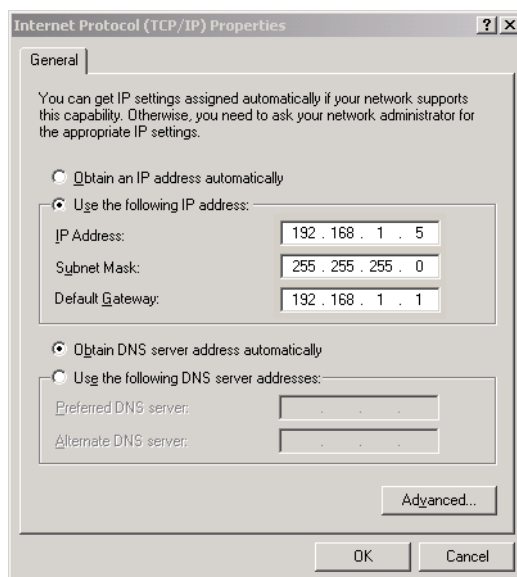 Internet Protocol (TCP/IP) Properties ? X
General
You can get IP settings assigned automatically if your network supports
this capability. Otherwise, you need to ask your network administrator for
the appropriate IP settings.
Obtain an IP address automatically
Use the following IP address:
IP Address: 192 . 168 . 1 . 5
Subnet Mask: 255 . 255 . 255 . 0
Default Gateway: 192 . 168 . 1 . 1
Obtain DNS server address automatically
Use the following DNS server addresses:
Preferred DNS server: . . .
Alternate DNS server: . . .
Advanced...
OK Cancel